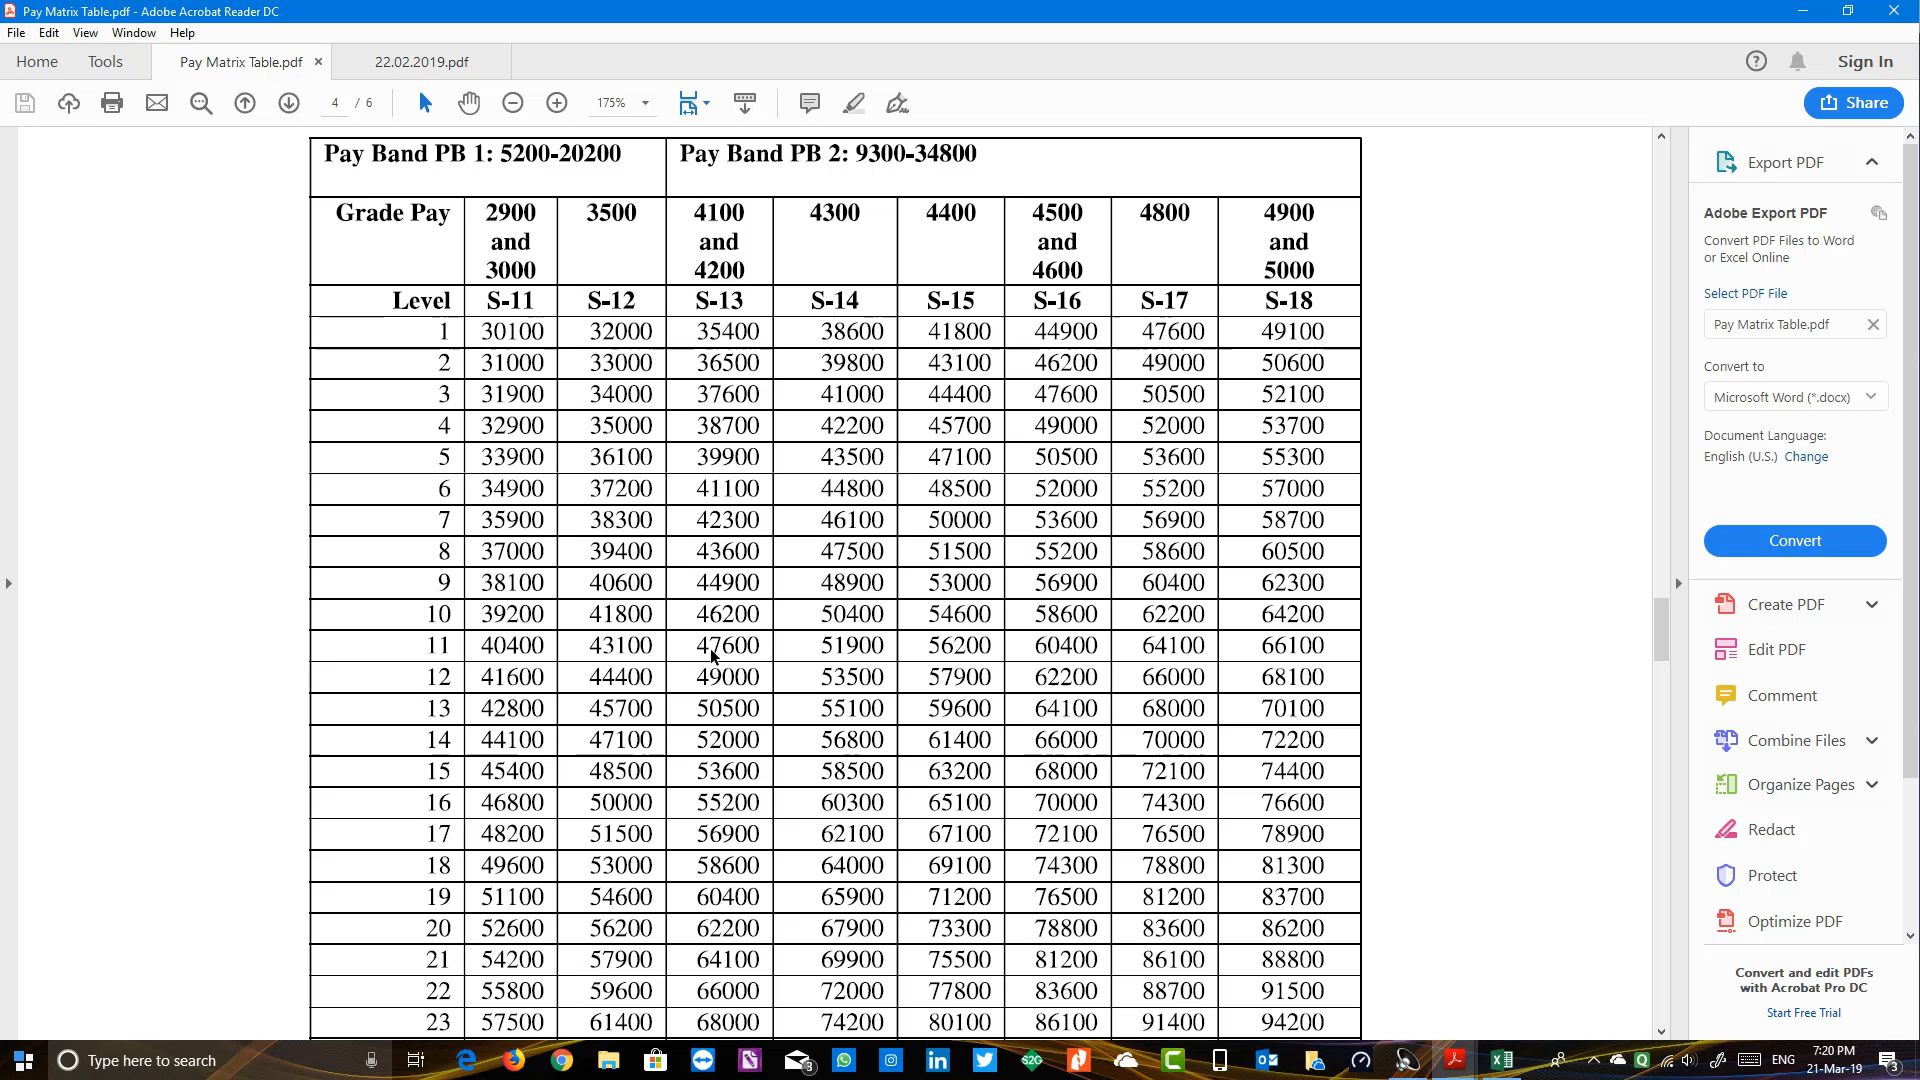 Pay Matrix Table.pdf - Adobe Acrobat Reader DC
File Edit View Window Help
Home Tools Pay Matrix Table.pdf × 22.02.2019.pdf Sign In
4 / 6 175% Share
Pay Band PB 1: 5200-20200 Pay Band PB 2: 9300-34800
Grade Pay 2900 and 3000 3500 4100 and 4200 4300 4400 4500 and 4600 4800 4900 and 5000
Level S-11 S-12 S-13 S-14 S-15 S-16 S-17 S-18
1 30100 32000 35400 38600 41800 44900 47600 49100
2 31000 33000 36500 39800 43100 46200 49000 50600
3 31900 34000 37600 41000 44400 47600 50500 52100
4 32900 35000 38700 42200 45700 49000 52000 53700
5 33900 36100 39900 43500 47100 50500 53600 55300
6 34900 37200 41100 44800 48500 52000 55200 57000
7 35900 38300 42300 46100 50000 53600 56900 58700
8 37000 39400 43600 47500 51500 55200 58600 60500
9 38100 40600 44900 48900 53000 56900 60400 62300
10 39200 41800 46200 50400 54600 58600 62200 64200
11 40400 43100 47600 51900 56200 60400 64100 66100
12 41600 44400 49000 53500 57900 62200 66000 68100
13 42800 45700 50500 55100 59600 64100 68000 70100
14 44100 47100 52000 56800 61400 66000 70000 72200
15 45400 48500 53600 58500 63200 68000 72100 74400
16 46800 50000 55200 60300 65100 70000 74300 76600
17 48200 51500 56900 62100 67100 72100 76500 78900
18 49600 53000 58600 64000 69100 74300 78800 81300
19 51100 54600 60400 65900 71200 76500 81200 83700
20 52600 56200 62200 67900 73300 78800 83600 86200
21 54200 57900 64100 69900 75500 81200 86100 88800
22 55800 59600 66000 72000 77800 83600 88700 91500
23 57500 61400 68000 74200 80100 86100 91400 94200
Export PDF
Adobe Export PDF
Convert PDF Files to Word
or Excel Online
Select PDF File
Pay Matrix Table.pdf
Convert to
Microsoft Word (*.docx)
Document Language:
English (U.S.) Change
Convert
Create PDF
Edit PDF
Comment
Combine Files
Organize Pages
Redact
Protect
Optimize PDF
Convert and edit PDFs
with Acrobat Pro DC
Start Free Trial
Type here to search
3
S2G
ENG
7:20 PM
21-Mar-19
3